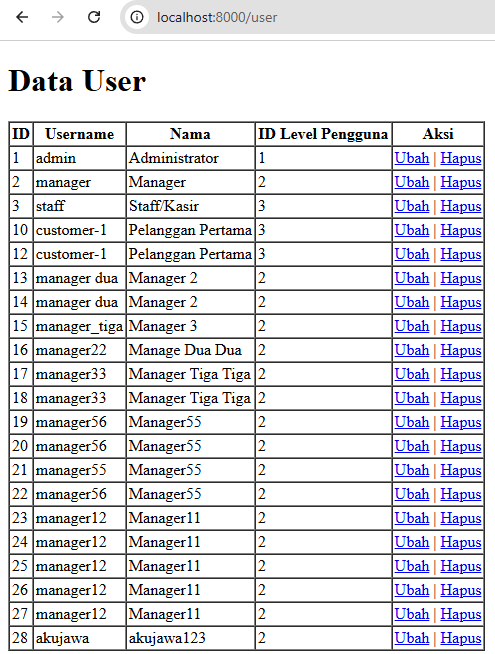 localhost:8000/user
Data User
ID Username Nama ID Level Pengguna Aksi
1 admin Administrator 1 Ubah | Hapus
2 manager Manager 2 Ubah | Hapus
3 staff Staff/Kasir 3 Ubah | Hapus
10 customer-1 Pelanggan Pertama 3 Ubah | Hapus
12 customer-1 Pelanggan Pertama 3 Ubah | Hapus
13 manager dua Manager 2 2 Ubah | Hapus
14 manager dua Manager 2 2 Ubah | Hapus
15 manager_tiga Manager 3 2 Ubah | Hapus
16 manager22 Manage Dua Dua 2 Ubah | Hapus
17 manager33 Manager Tiga Tiga 2 Ubah | Hapus
18 manager33 Manager Tiga Tiga 2 Ubah | Hapus
19 manager56 Manager55 2 Ubah | Hapus
20 manager56 Manager55 2 Ubah | Hapus
21 manager55 Manager55 2 Ubah | Hapus
22 manager56 Manager55 2 Ubah | Hapus
23 manager12 Manager11 2 Ubah | Hapus
24 manager12 Manager11 2 Ubah | Hapus
25 manager12 Manager11 2 Ubah | Hapus
26 manager12 Manager11 2 Ubah | Hapus
27 manager12 Manager11 2 Ubah | Hapus
28 akujawa akujawa123 2 Ubah | Hapus